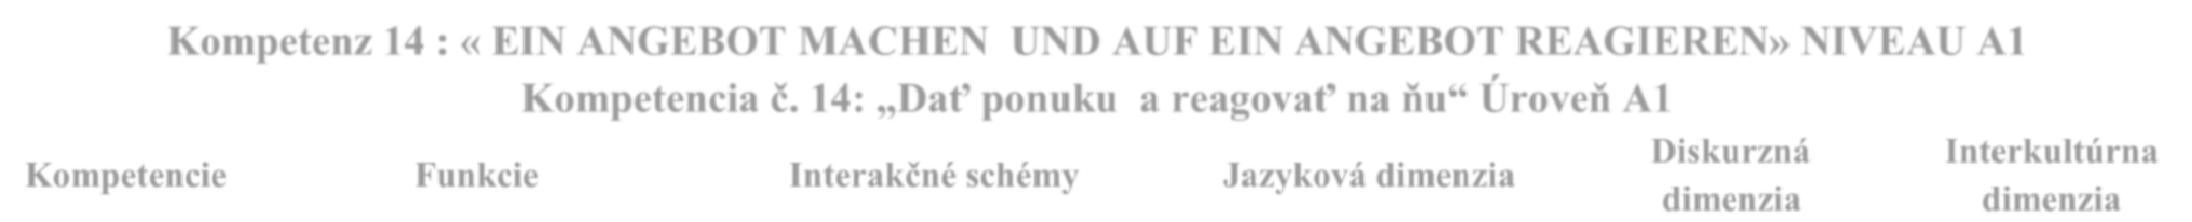 Kompetenz 14 : « EIN ANGEBOT MACHEN  UND AUF EIN ANGEBOT REAGIEREN» NIVEAU A1
Kompetencia č. 14: „Dať ponuku  a reagovať na ňu“ Úroveň A1
Kompetencie Funkcie Interakčné schémy Jazyková dimenzia Diskurzná dimenzia Interkultúrna dimenzia